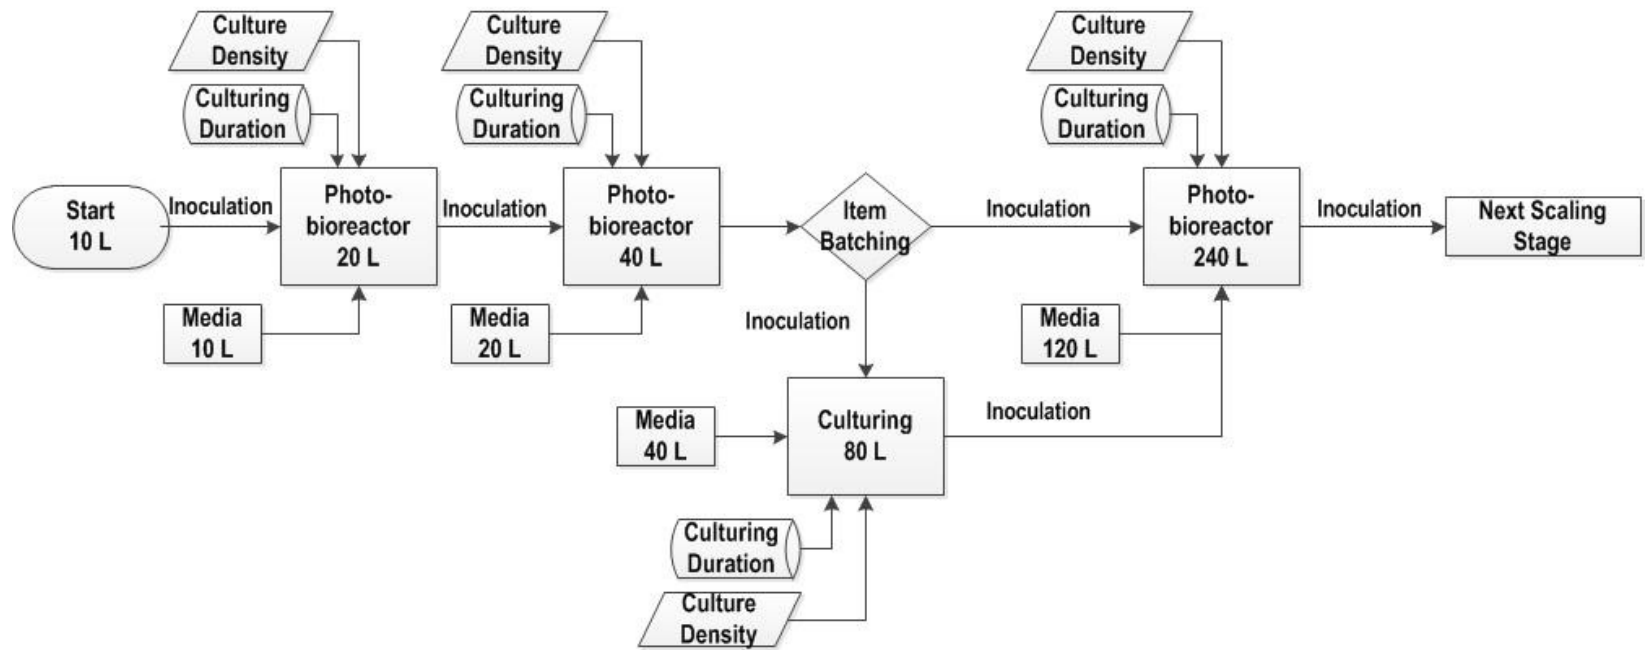 Culture
Density
Culturing
Duration
Culture
Density
Culturing
Duration
Culture
Density
Culturing
Duration
Start
10 L
Inoculation
Photo-
bioreactor
20 L
Inoculation
Photo-
bioreactor
40 L
Item
Batching
Inoculation
Photo-
bioreactor
240 L
Inoculation
Next Scaling
Stage
Media
10 L
Media
20 L
Inoculation
Media
120 L
Media
40 L
Culturing
80 L
Inoculation
Culturing
Duration
Culture
Density